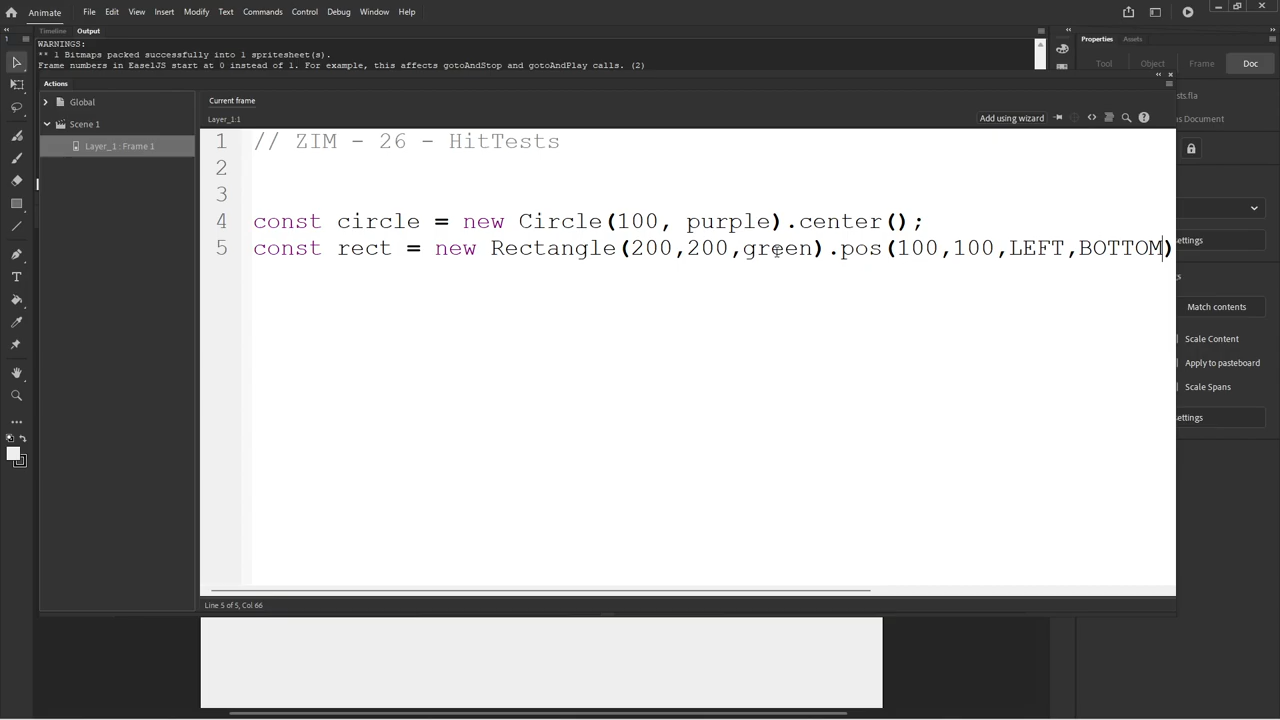 Animate File Edit View Insert Modify Text Commands Control Debug Window Help
Timeline Output
WARNINGS:
** 1 Bitmaps packed successfully into 1 spritesheet(s).
Frame numbers in EaselJS start at 0 instead of 1. For example, this affects gotoAndStop and gotoAndPlay calls. (2)
Actions
Global
Scene 1
Layer_1 : Frame 1
Current frame
Layer_1:1
Add using wizard
1 // ZIM - 26 - HitTests
2
3
4 const circle = new Circle(100, purple).center();
5 const rect = new Rectangle(200,200,green).pos(100,100,LEFT,BOTTOM)
Line 5 of 5, Col 66
Properties Assets
Tool Object Frame Doc
sts.fla
s Document
ettings
s
Match contents
Scale Content
Apply to pasteboard
Scale Spans
ettings